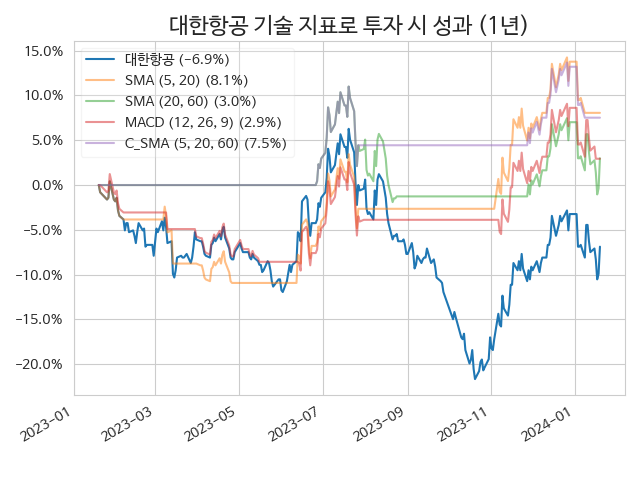 대한항공 기술 지표로 투자 시 성과 (1년)
15.0%
10.0%
5.0%
0.0%
−5.0%
−10.0%
−15.0%
−20.0%
대한항공 (−6.9%)
SMA (5, 20) (8.1%)
SMA (20, 60) (3.0%)
MACD (12, 26, 9) (2.9%)
C_SMA (5, 20, 60) (7.5%)
2023-01
2023-03
2023-05
2023-07
2023-09
2023-11
2024-01